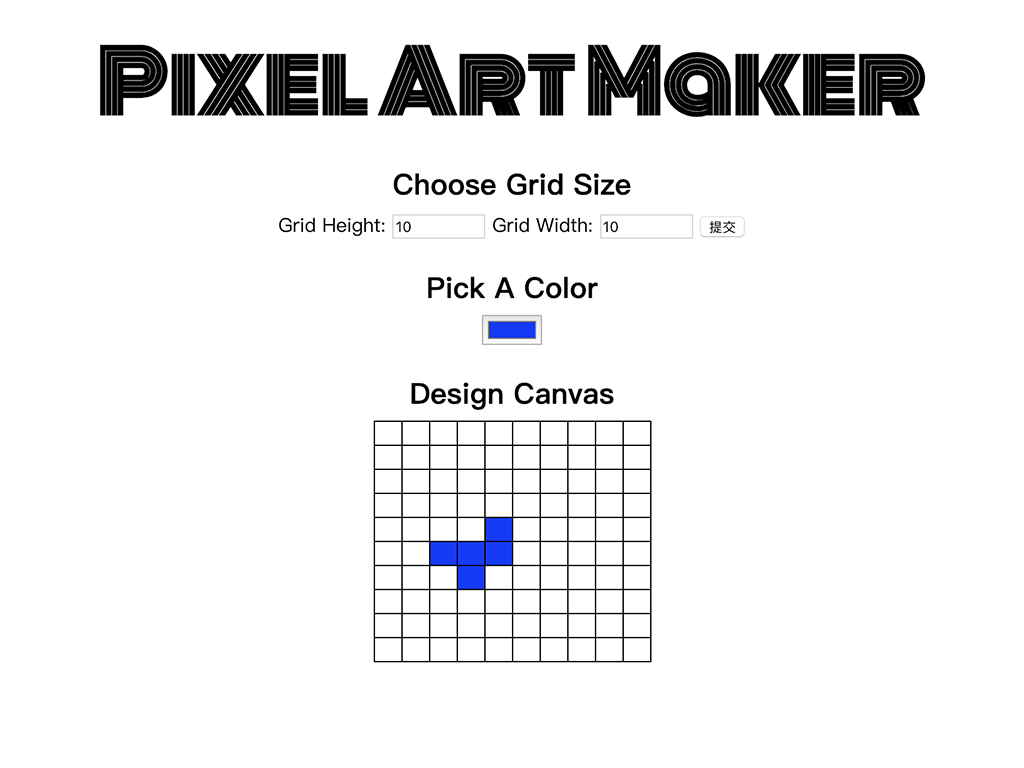 Pixel Art Maker
Choose Grid Size
Grid Height: 10 Grid Width: 10 提交
Pick A Color
Design Canvas